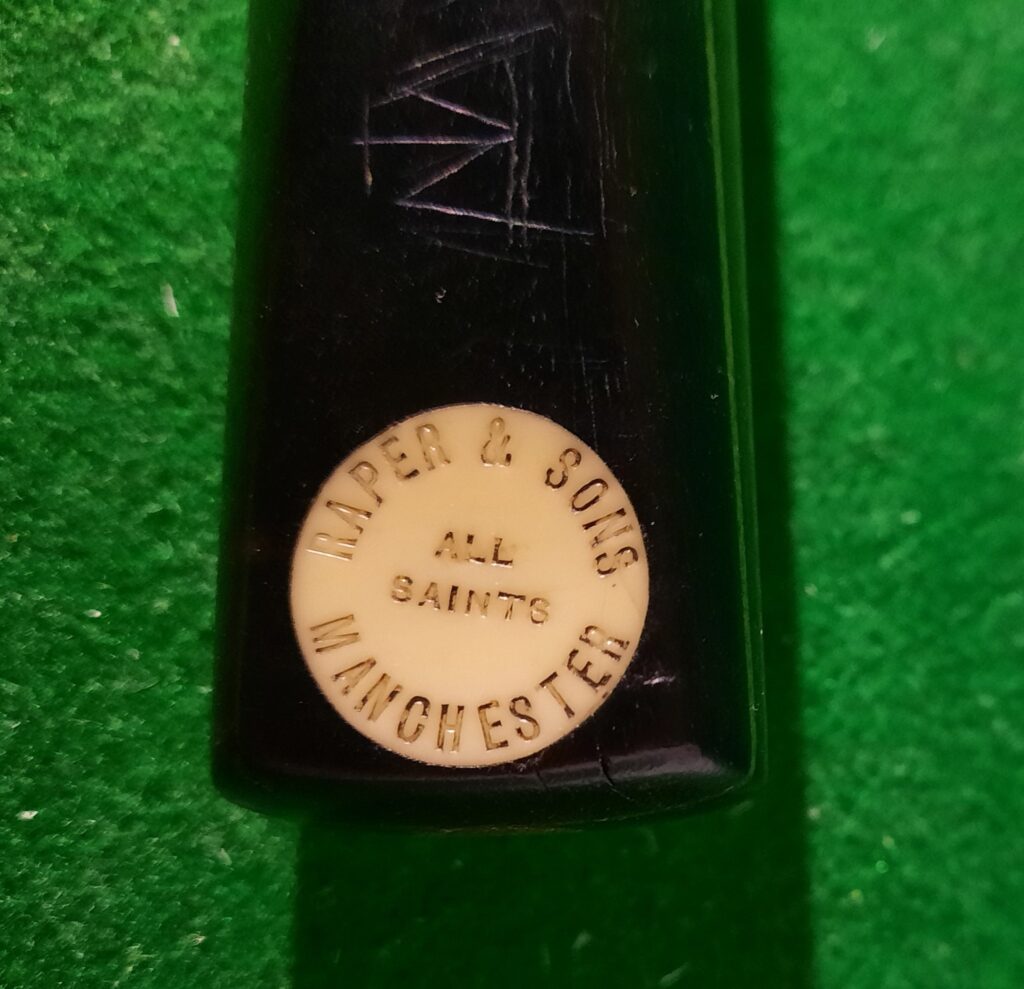 RAPER & SONS
ALL
SAINTS
MANCHESTER